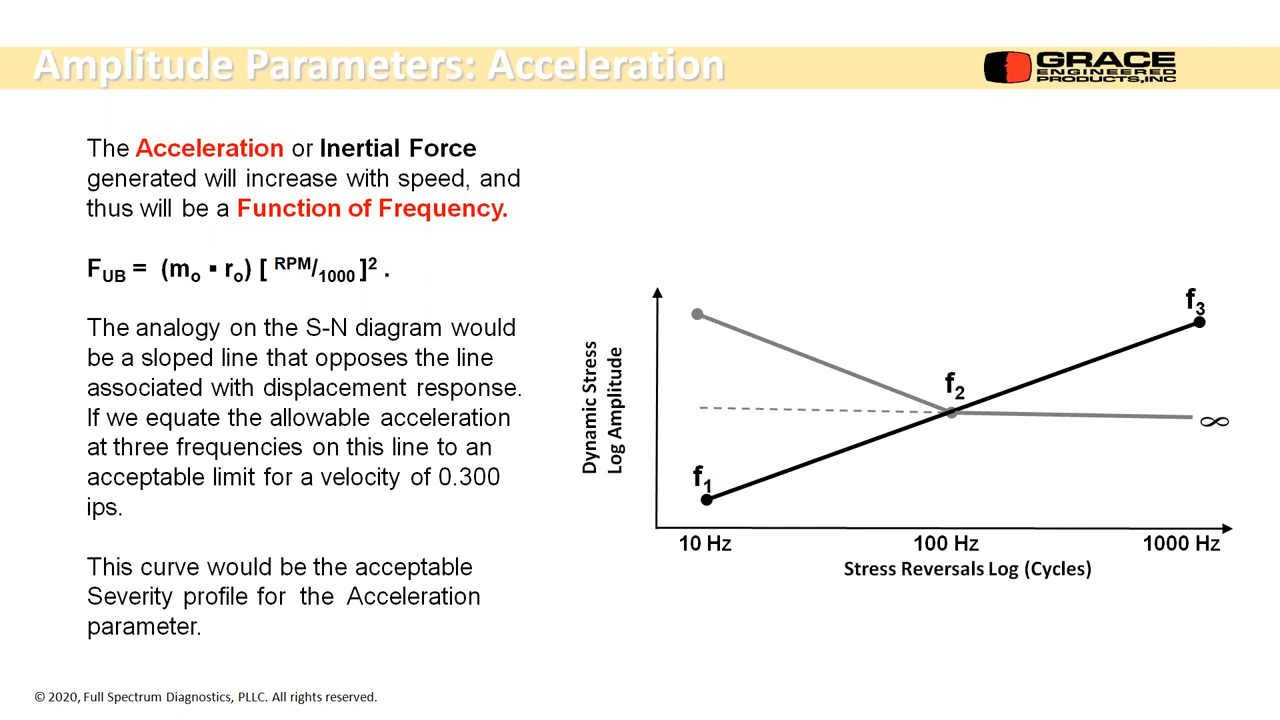 Amplitude Parameters: Acceleration
GRACE
ENGINEERED
PRODUCTS, INC
The Acceleration or Inertial Force
generated will increase with speed, and
thus will be a Function of Frequency.
F_UB = (m_o ▪ r_o) [ RPM/1000 ]² .
The analogy on the S-N diagram would
be a sloped line that opposes the line
associated with displacement response.
If we equate the allowable acceleration
at three frequencies on this line to an
acceptable limit for a velocity of 0.300
ips.
This curve would be the acceptable
Severity profile for the Acceleration
parameter.
Dynamic Stress
Log Amplitude
f₁
f₂
f₃
∞
10 Hz
100 Hz
1000 Hz
Stress Reversals Log (Cycles)
© 2020, Full Spectrum Diagnostics, PLLC. All rights reserved.